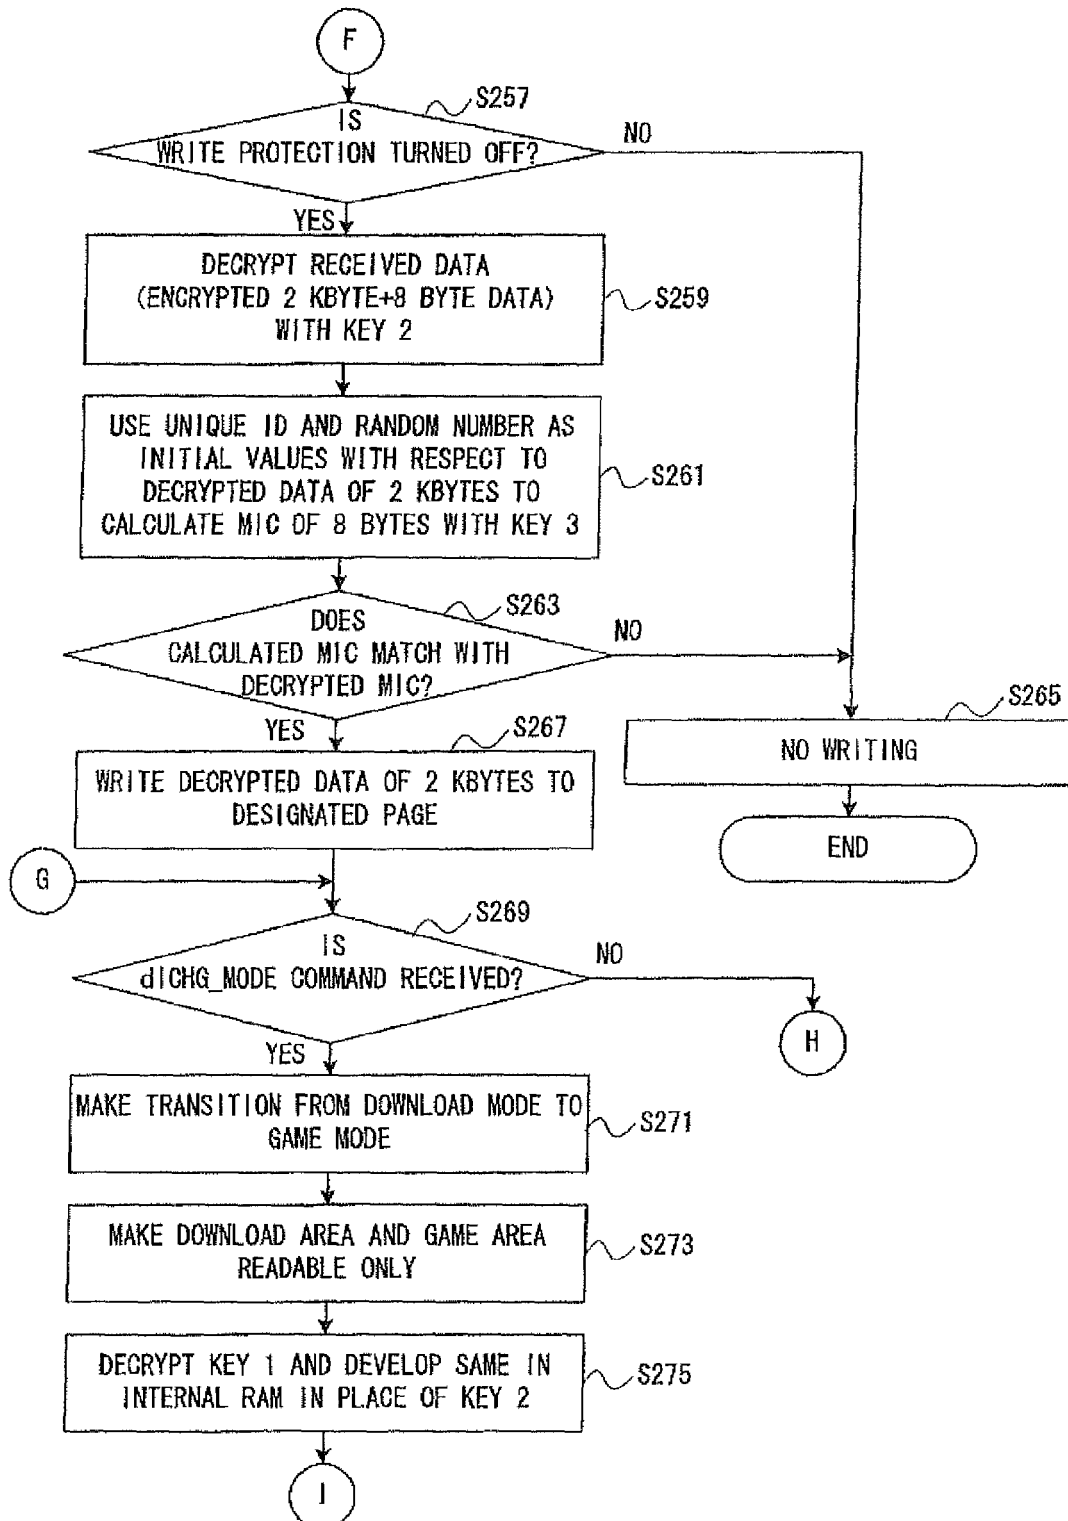 F
S257
IS
WRITE PROTECTION TURNED OFF?
NO
YES
DECRYPT RECEIVED DATA
(ENCRYPTED 2 KBYTE+8 BYTE DATA)
WITH KEY 2
S259
USE UNIQUE ID AND RANDOM NUMBER AS
INITIAL VALUES WITH RESPECT TO
DECRYPTED DATA OF 2 KBYTES TO
CALCULATE MIC OF 8 BYTES WITH KEY 3
S261
S263
DOES
CALCULATED MIC MATCH WITH
DECRYPTED MIC?
NO
YES
S267
WRITE DECRYPTED DATA OF 2 KBYTES TO
DESIGNATED PAGE
S265
NO WRITING
END
G
S269
IS
dlCHG_MODE COMMAND RECEIVED?
NO
H
YES
MAKE TRANSITION FROM DOWNLOAD MODE TO
GAME MODE
S271
MAKE DOWNLOAD AREA AND GAME AREA
READABLE ONLY
S273
DECRYPT KEY 1 AND DEVELOP SAME IN
INTERNAL RAM IN PLACE OF KEY 2
S275
I